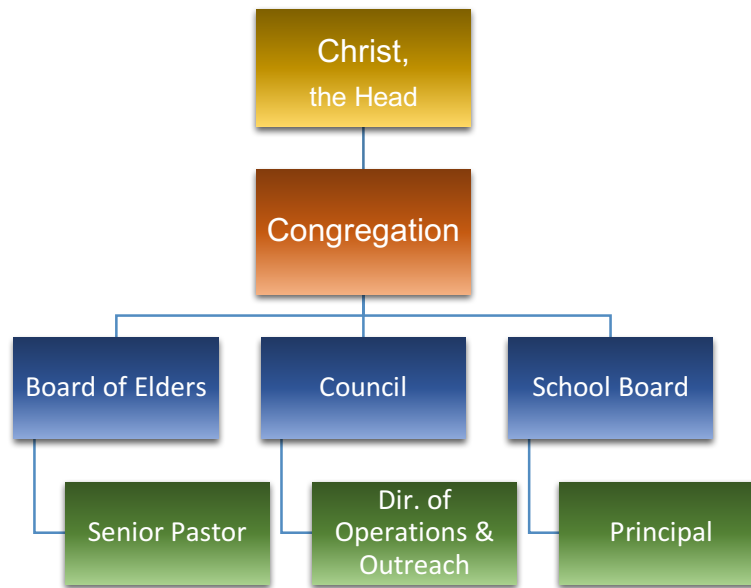 Christ,
the Head
Congregation
Board of Elders
Council
School Board
Senior Pastor
Dir. of
Operations &
Outreach
Principal